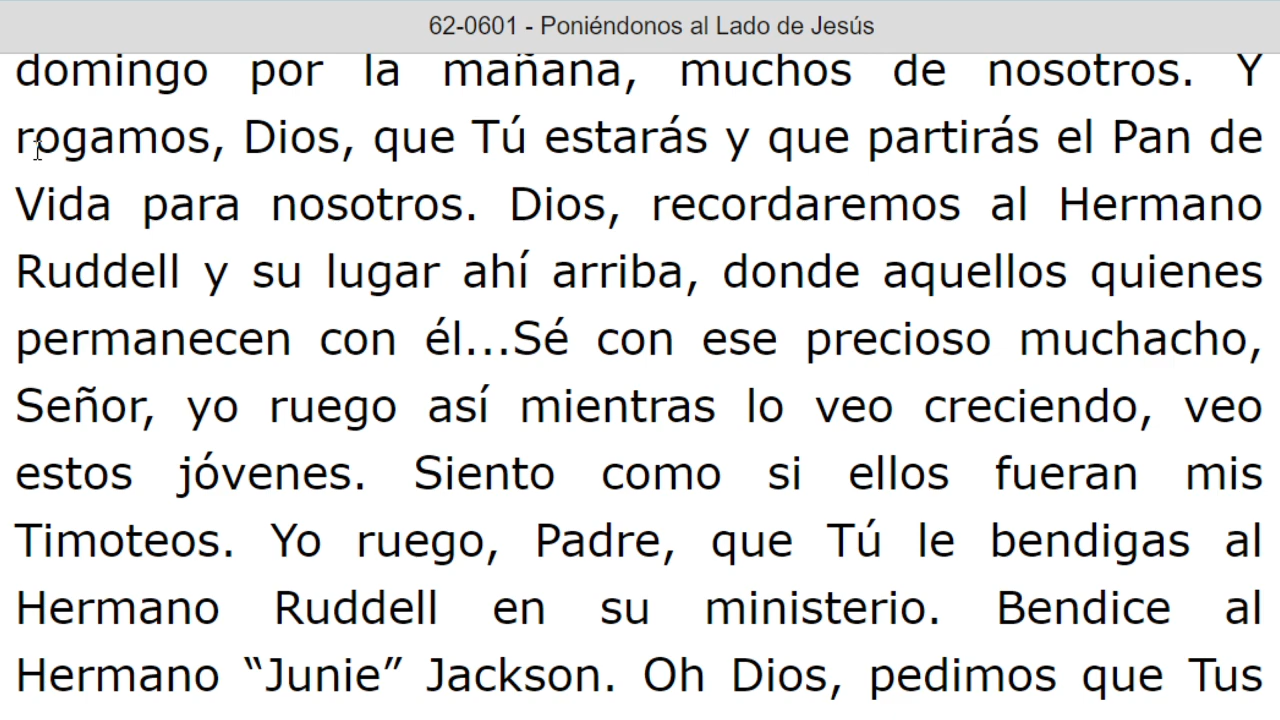 62-0601 - Poniéndonos al Lado de Jesús
domingo por la mañana, muchos de nosotros. Y
rogamos, Dios, que Tú estarás y que partirás el Pan de
Vida para nosotros. Dios, recordaremos al Hermano
Ruddell y su lugar ahí arriba, donde aquellos quienes
permanecen con él...Sé con ese precioso muchacho,
Señor, yo ruego así mientras lo veo creciendo, veo
estos jóvenes. Siento como si ellos fueran mis
Timoteos. Yo ruego, Padre, que Tú le bendigas al
Hermano Ruddell en su ministerio. Bendice al
Hermano “Junie” Jackson. Oh Dios, pedimos que Tus